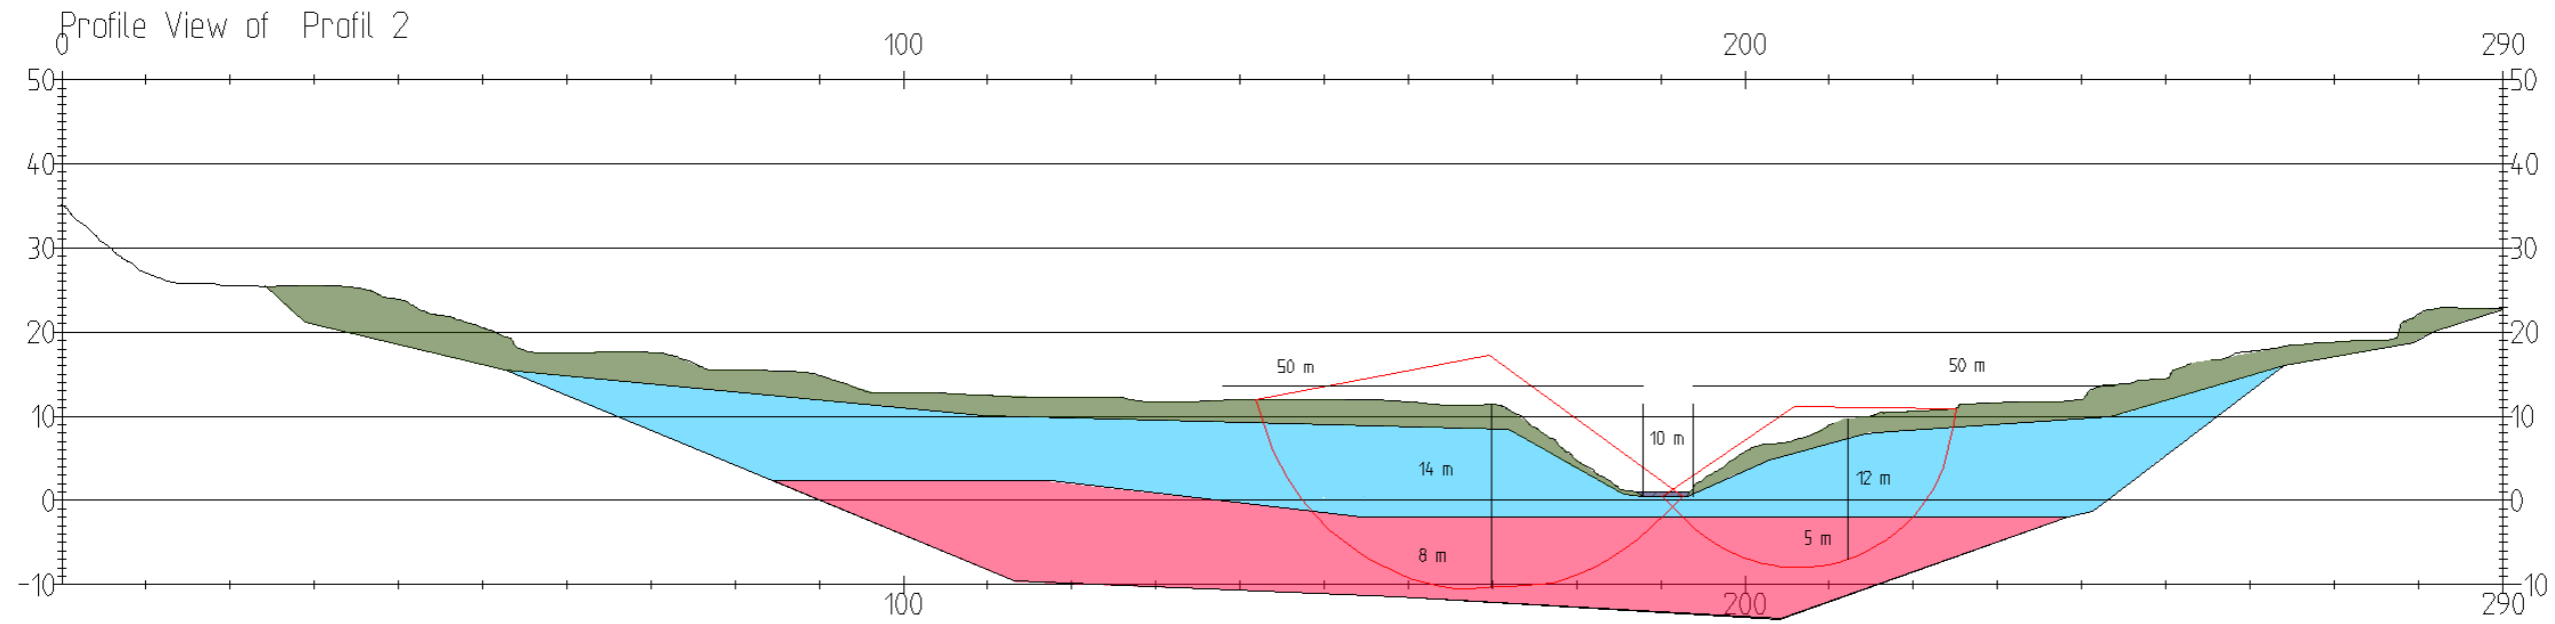 Profile View of Profil 2
0 100 200 290
50 50
40 40
30 30
20 20
50 m 50 m
10 10
10 m
14 m 12 m
0 0
8 m 5 m
-10 -10
100 200 290